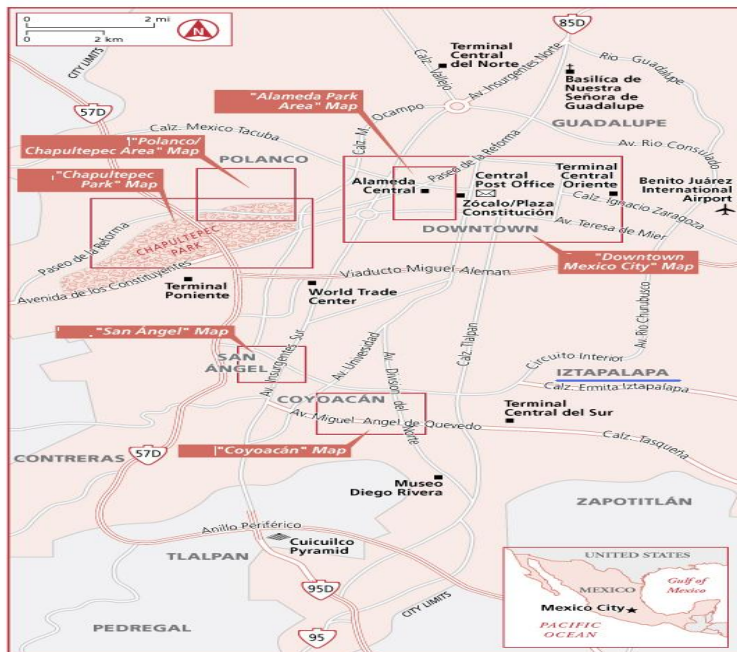 0 2 mi
0 2 km
N
CITY LIMITS
57D
85D
Calz. Vallejo
Terminal
Central
del Norte
Av. Insurgentes Norte
Río Guadalupe
Basílica de
Nuestra
Señora de
Guadalupe
GUADALUPE
"Alameda Park
Area" Map
Calz. M. Ocampo
Calz. Mexico Tacuba
Av. Rio Consulado
"Polanco/
Chapultepec Area" Map
POLANCO
Paseo de la Reforma
"Chapultepec
Park" Map
Alameda
Central
Central
Post Office
Terminal
Central
Oriente
Benito Juárez
International
Airport
Zócalo/Plaza
Constitución
Calz. Ignacio Zaragoza
Av. Teresa de Mier
DOWNTOWN
Paseo de la Reforma
CHAPULTEPEC
PARK
"Downtown
Mexico City" Map
Avenida de los Constituyentes
Viaducto Miguel Aleman
Terminal
Poniente
World Trade
Center
"San Ángel" Map
SAN
ÁNGEL
Av. Insurgentes Sur
Av. Universidad
Av. Division del Norte
Calz. Tlalpan
Av. Río Churubusco
Circuito Interior
IZTAPALAPA
Calz. Ermita Iztapalapa
COYOACÁN
Av. Miguel Angel de Quevedo
Terminal
Central del Sur
Calz. Tasqueña
"Coyoacán" Map
CONTRERAS
57D
Museo
Diego Rivera
ZAPOTITLÁN
Anillo Periférico
Cuicuilco
Pyramid
TLALPAN
95D
CITY LIMITS
PEDREGAL
95
UNITED STATES
MEXICO
Gulf of
Mexico
Mexico City
PACIFIC
OCEAN